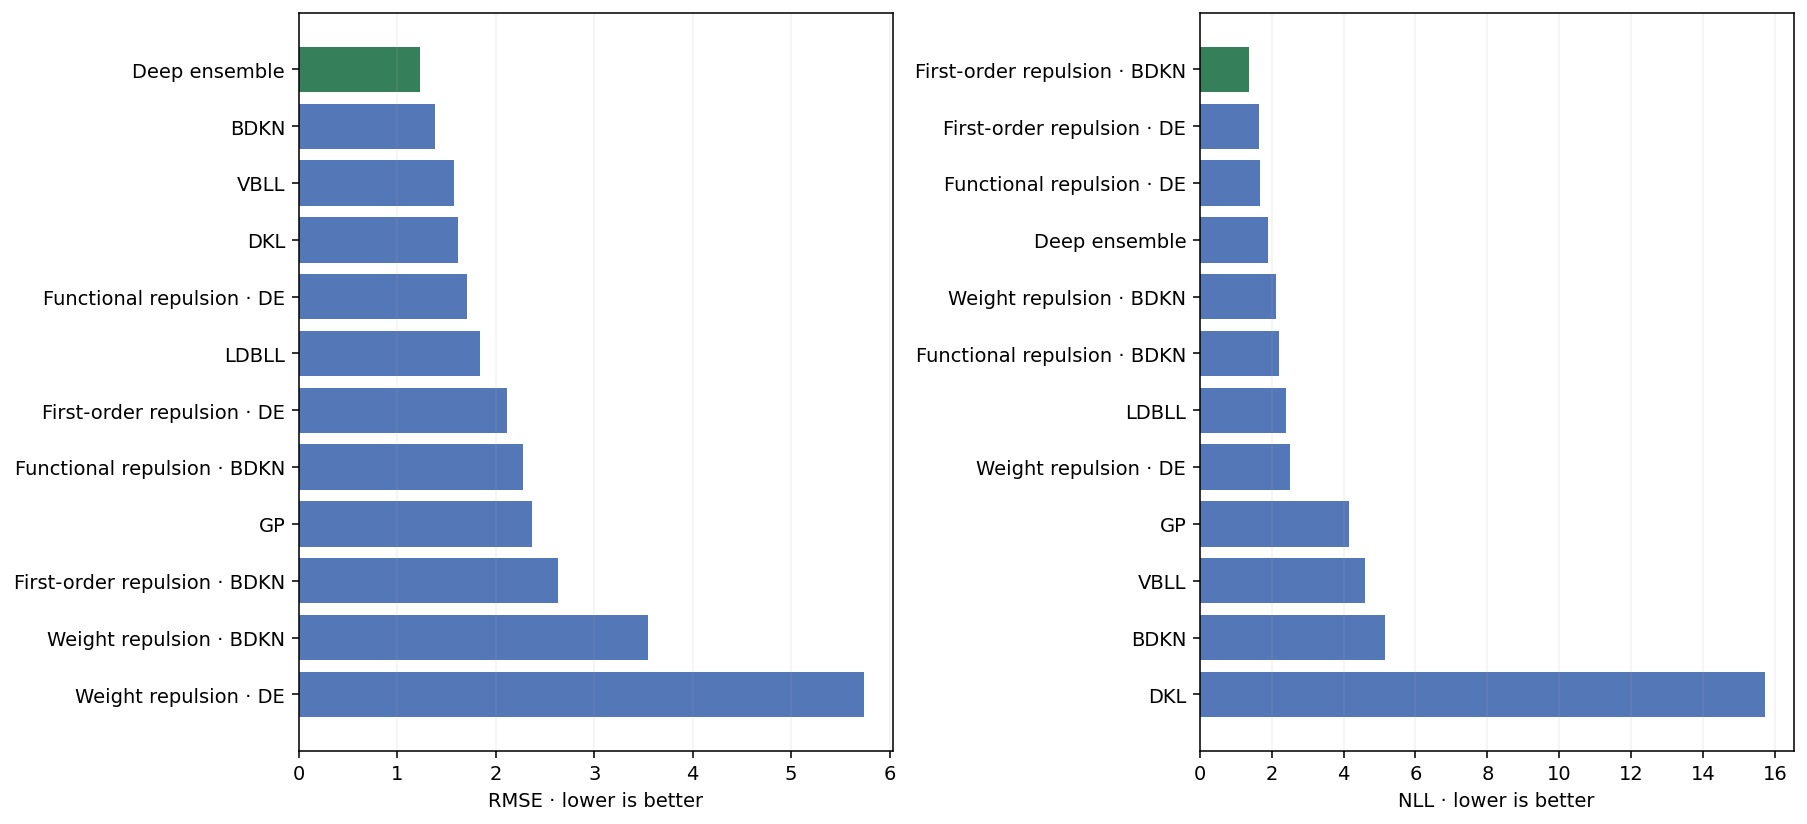 Deep ensemble
BDKN
VBLL
DKL
Functional repulsion · DE
LDBLL
First-order repulsion · DE
Functional repulsion · BDKN
GP
First-order repulsion · BDKN
Weight repulsion · BDKN
Weight repulsion · DE
0 1 2 3 4 5 6
RMSE · lower is better
First-order repulsion · BDKN
First-order repulsion · DE
Functional repulsion · DE
Deep ensemble
Weight repulsion · BDKN
Functional repulsion · BDKN
LDBLL
Weight repulsion · DE
GP
VBLL
BDKN
DKL
0 2 4 6 8 10 12 14 16
NLL · lower is better